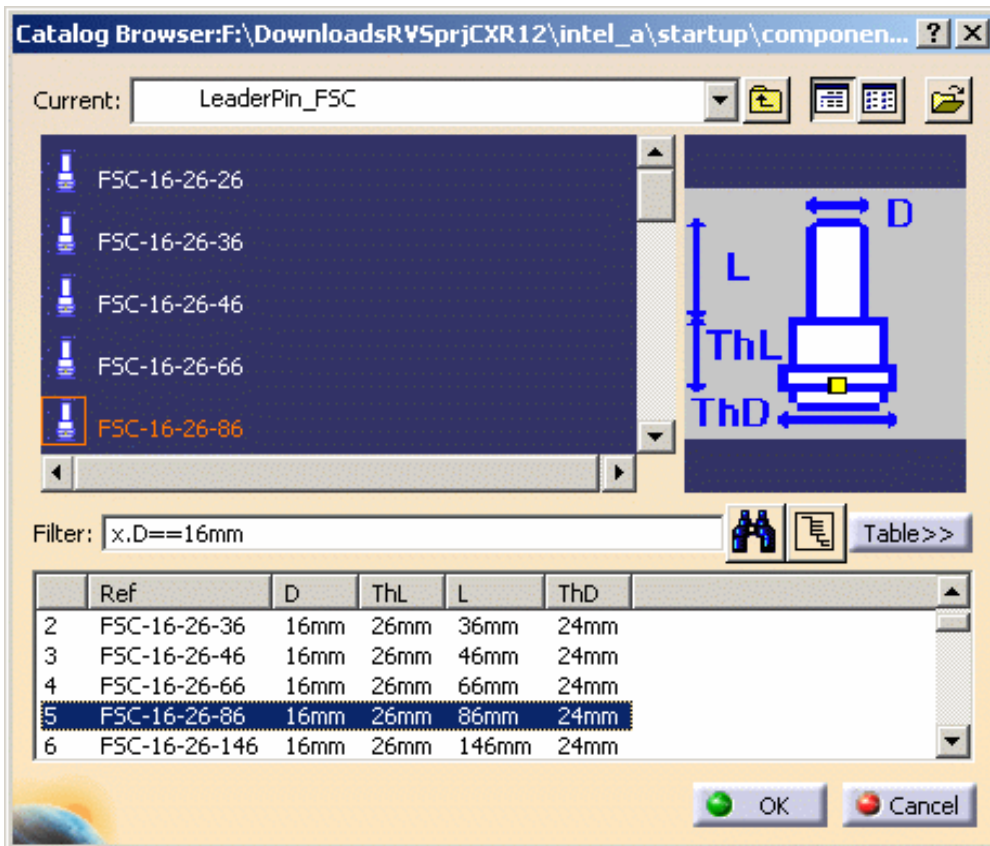 Catalog Browser:F:\DownloadsRVSprjCXR12\intel_a\startup\componen...
Current: LeaderPin_FSC
FSC-16-26-26
FSC-16-26-36
FSC-16-26-46
FSC-16-26-66
FSC-16-26-86
D
L
ThL
ThD
Filter: x.D==16mm Table>>
Ref D ThL L ThD
2 FSC-16-26-36 16mm 26mm 36mm 24mm
3 FSC-16-26-46 16mm 26mm 46mm 24mm
4 FSC-16-26-66 16mm 26mm 66mm 24mm
5 FSC-16-26-86 16mm 26mm 86mm 24mm
6 FSC-16-26-146 16mm 26mm 146mm 24mm
OK Cancel